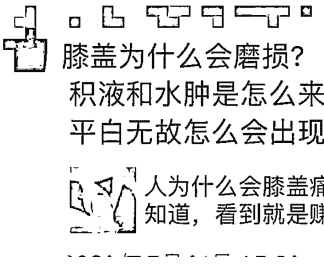 膝盖为什么会磨损？
积液和水肿是怎么来
平白无故怎么会出现
人为什么会膝盖痛
知道，看到就是赚